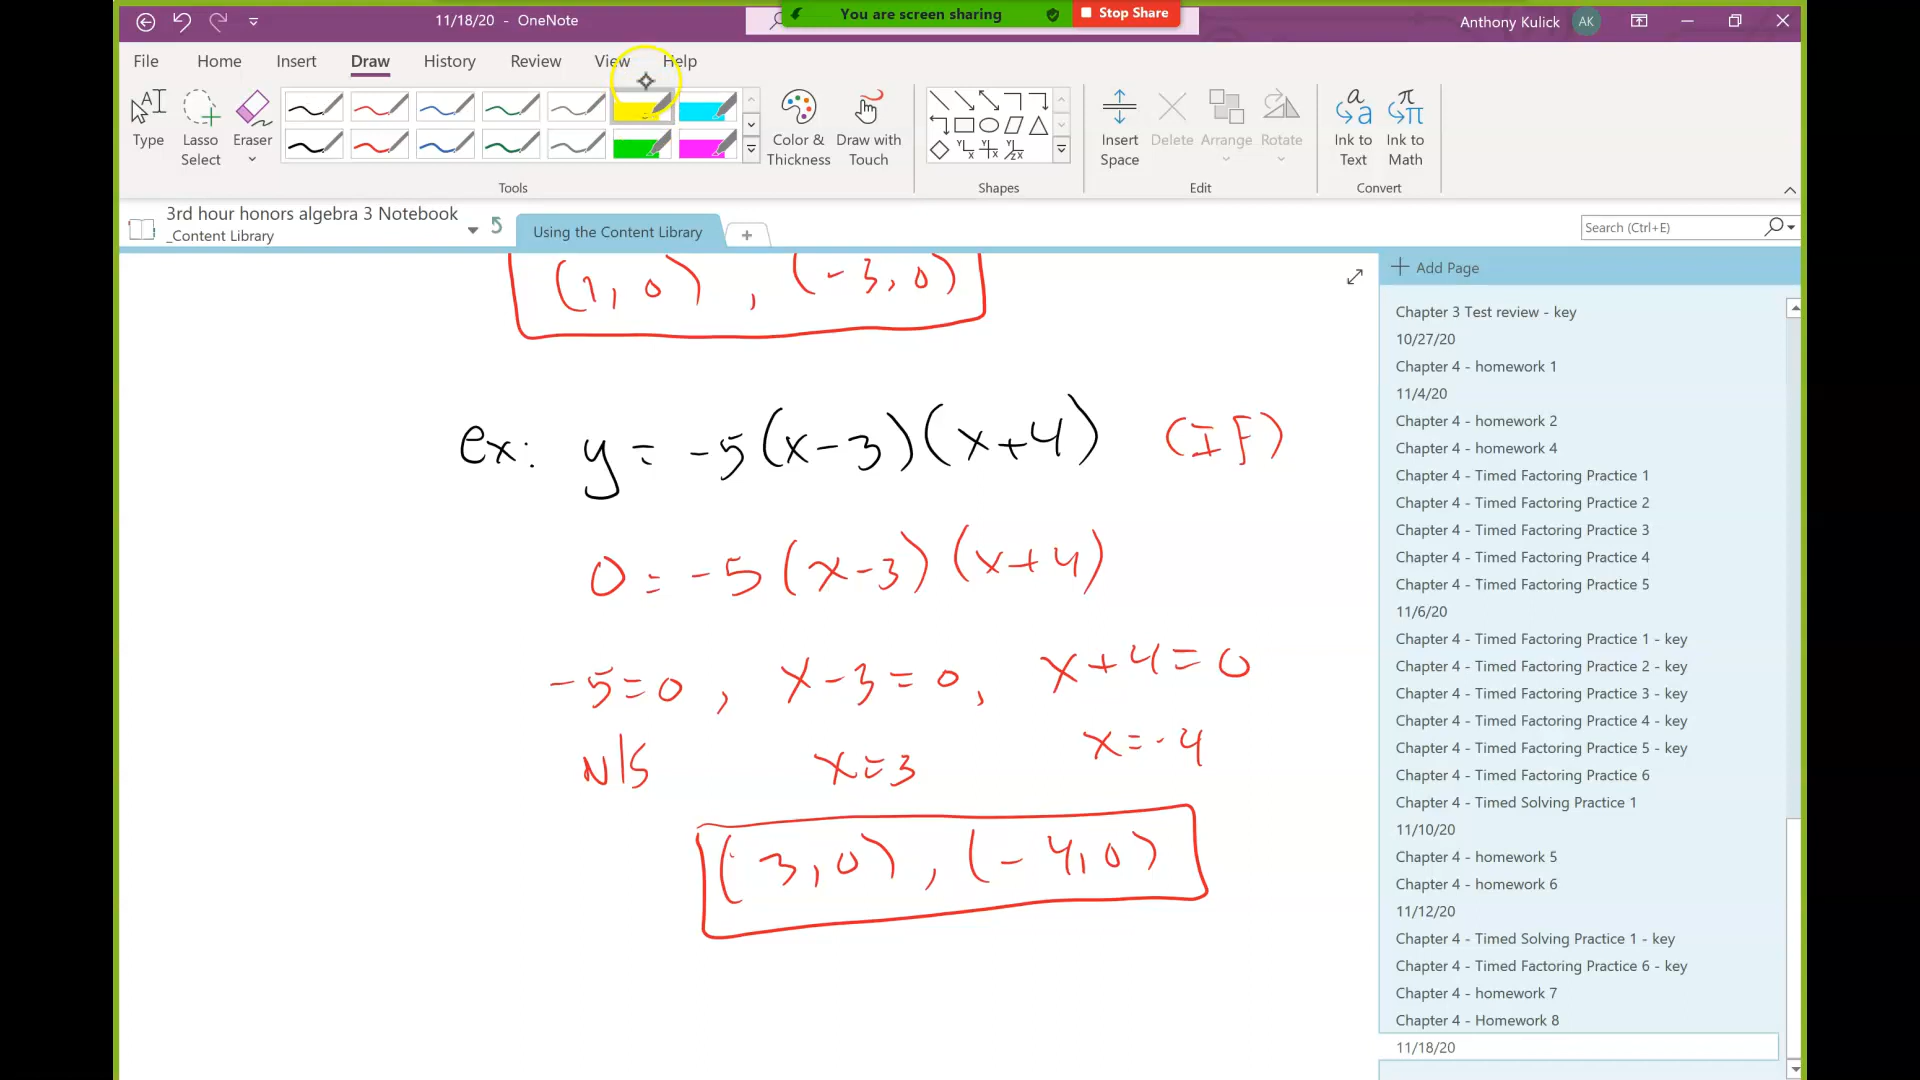 11/18/20 - OneNote
You are screen sharing
Stop Share
Anthony Kulick AK
File Home Insert Draw History Review View Help
Type
Lasso Select
Eraser
Color & Thickness
Draw with Touch
Insert Space
Delete
Arrange
Rotate
Ink to Text
Ink to Math
Tools
Shapes
Edit
Convert
3rd hour honors algebra 3 Notebook
_Content Library
Using the Content Library
Search (Ctrl+E)
(1, 0) , (-3, 0)
ex: y = -5(x-3)(x+4) (IF)
0 = -5(x-3)(x+4)
-5=0 , x-3=0 , x+4=0
N/S x=3 x=-4
(3,0) , (-4,0)
Add Page
Chapter 3 Test review - key
10/27/20
Chapter 4 - homework 1
11/4/20
Chapter 4 - homework 2
Chapter 4 - homework 4
Chapter 4 - Timed Factoring Practice 1
Chapter 4 - Timed Factoring Practice 2
Chapter 4 - Timed Factoring Practice 3
Chapter 4 - Timed Factoring Practice 4
Chapter 4 - Timed Factoring Practice 5
11/6/20
Chapter 4 - Timed Factoring Practice 1 - key
Chapter 4 - Timed Factoring Practice 2 - key
Chapter 4 - Timed Factoring Practice 3 - key
Chapter 4 - Timed Factoring Practice 4 - key
Chapter 4 - Timed Factoring Practice 5 - key
Chapter 4 - Timed Factoring Practice 6
Chapter 4 - Timed Solving Practice 1
11/10/20
Chapter 4 - homework 5
Chapter 4 - homework 6
11/12/20
Chapter 4 - Timed Solving Practice 1 - key
Chapter 4 - Timed Factoring Practice 6 - key
Chapter 4 - homework 7
Chapter 4 - Homework 8
11/18/20